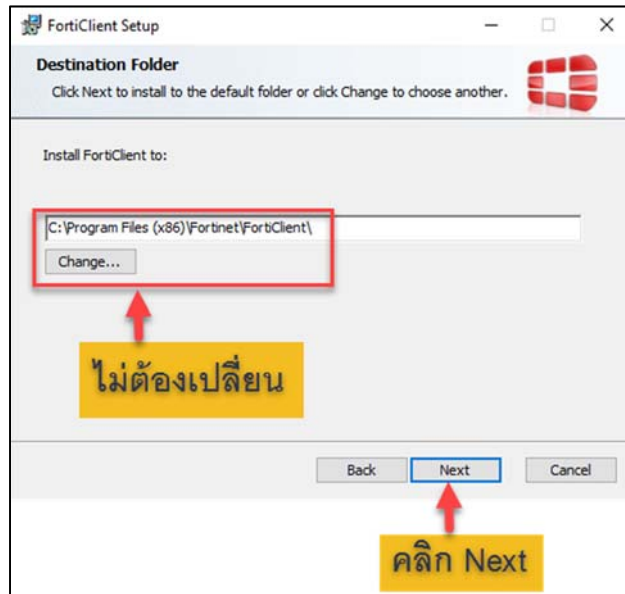 FortiClient Setup
Destination Folder
Click Next to install to the default folder or click Change to choose another.
Install FortiClient to:
C:\Program Files (x86)\Fortinet\FortiClient\
Change...
ไม่ต้องเปลี่ยน
Back Next Cancel
คลิก Next